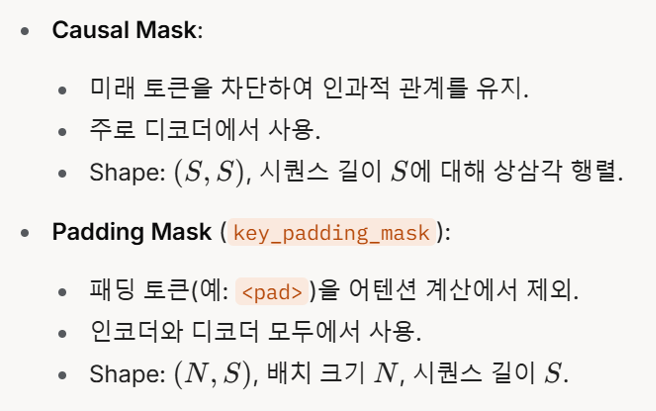 • Causal Mask:
• 미래 토큰을 차단하여 인과적 관계를 유지.
• 주로 디코더에서 사용.
• Shape: (S, S), 시퀀스 길이 S에 대해 상삼각 행렬.
• Padding Mask (key_padding_mask):
• 패딩 토큰(예: <pad>)을 어텐션 계산에서 제외.
• 인코더와 디코더 모두에서 사용.
• Shape: (N, S), 배치 크기 N, 시퀀스 길이 S.